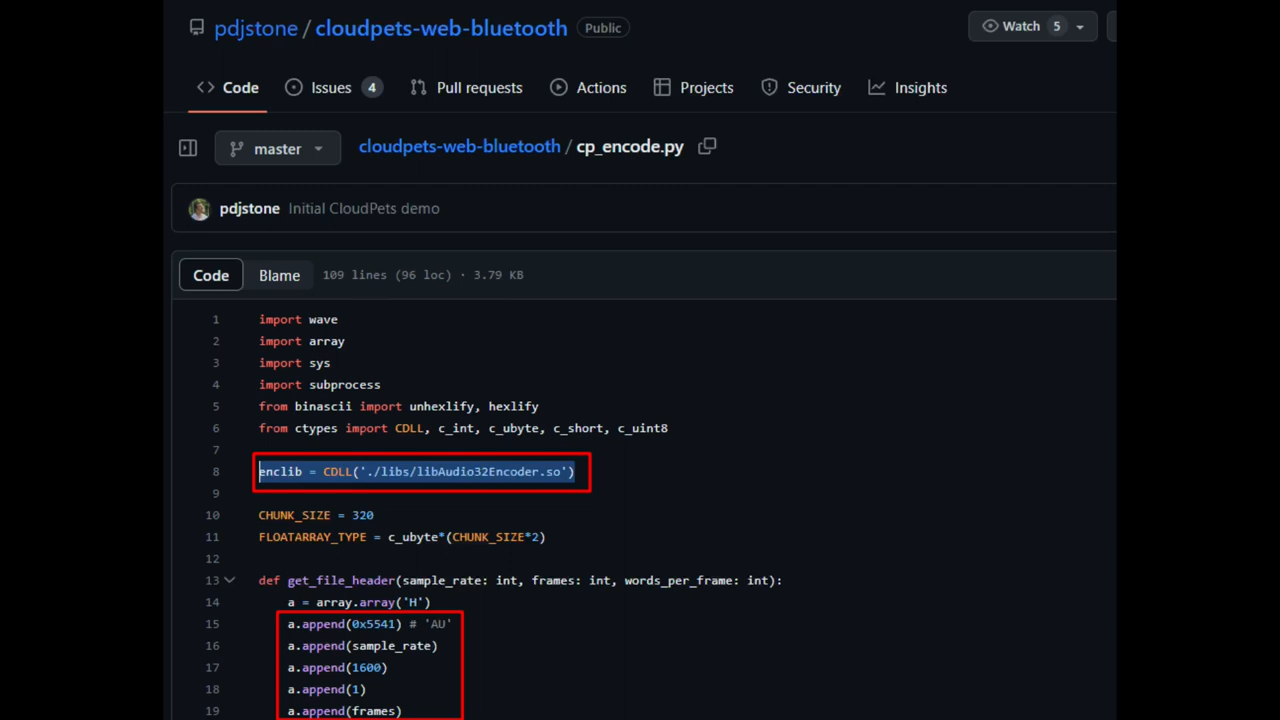 pdjstone / cloudpets-web-bluetooth Public
Watch 5
Code Issues 4 Pull requests Actions Projects Security Insights
master cloudpets-web-bluetooth / cp_encode.py
pdjstone Initial CloudPets demo
Code Blame 109 lines (96 loc) · 3.79 KB
1 import wave
2 import array
3 import sys
4 import subprocess
5 from binascii import unhexlify, hexlify
6 from ctypes import CDLL, c_int, c_ubyte, c_short, c_uint8
7
8 enclib = CDLL('./libs/libAudio32Encoder.so')
9
10 CHUNK_SIZE = 320
11 FLOATARRAY_TYPE = c_ubyte*(CHUNK_SIZE*2)
12
13 def get_file_header(sample_rate: int, frames: int, words_per_frame: int):
14 a = array.array('H')
15 a.append(0x5541) # 'AU'
16 a.append(sample_rate)
17 a.append(1600)
18 a.append(1)
19 a.append(frames)